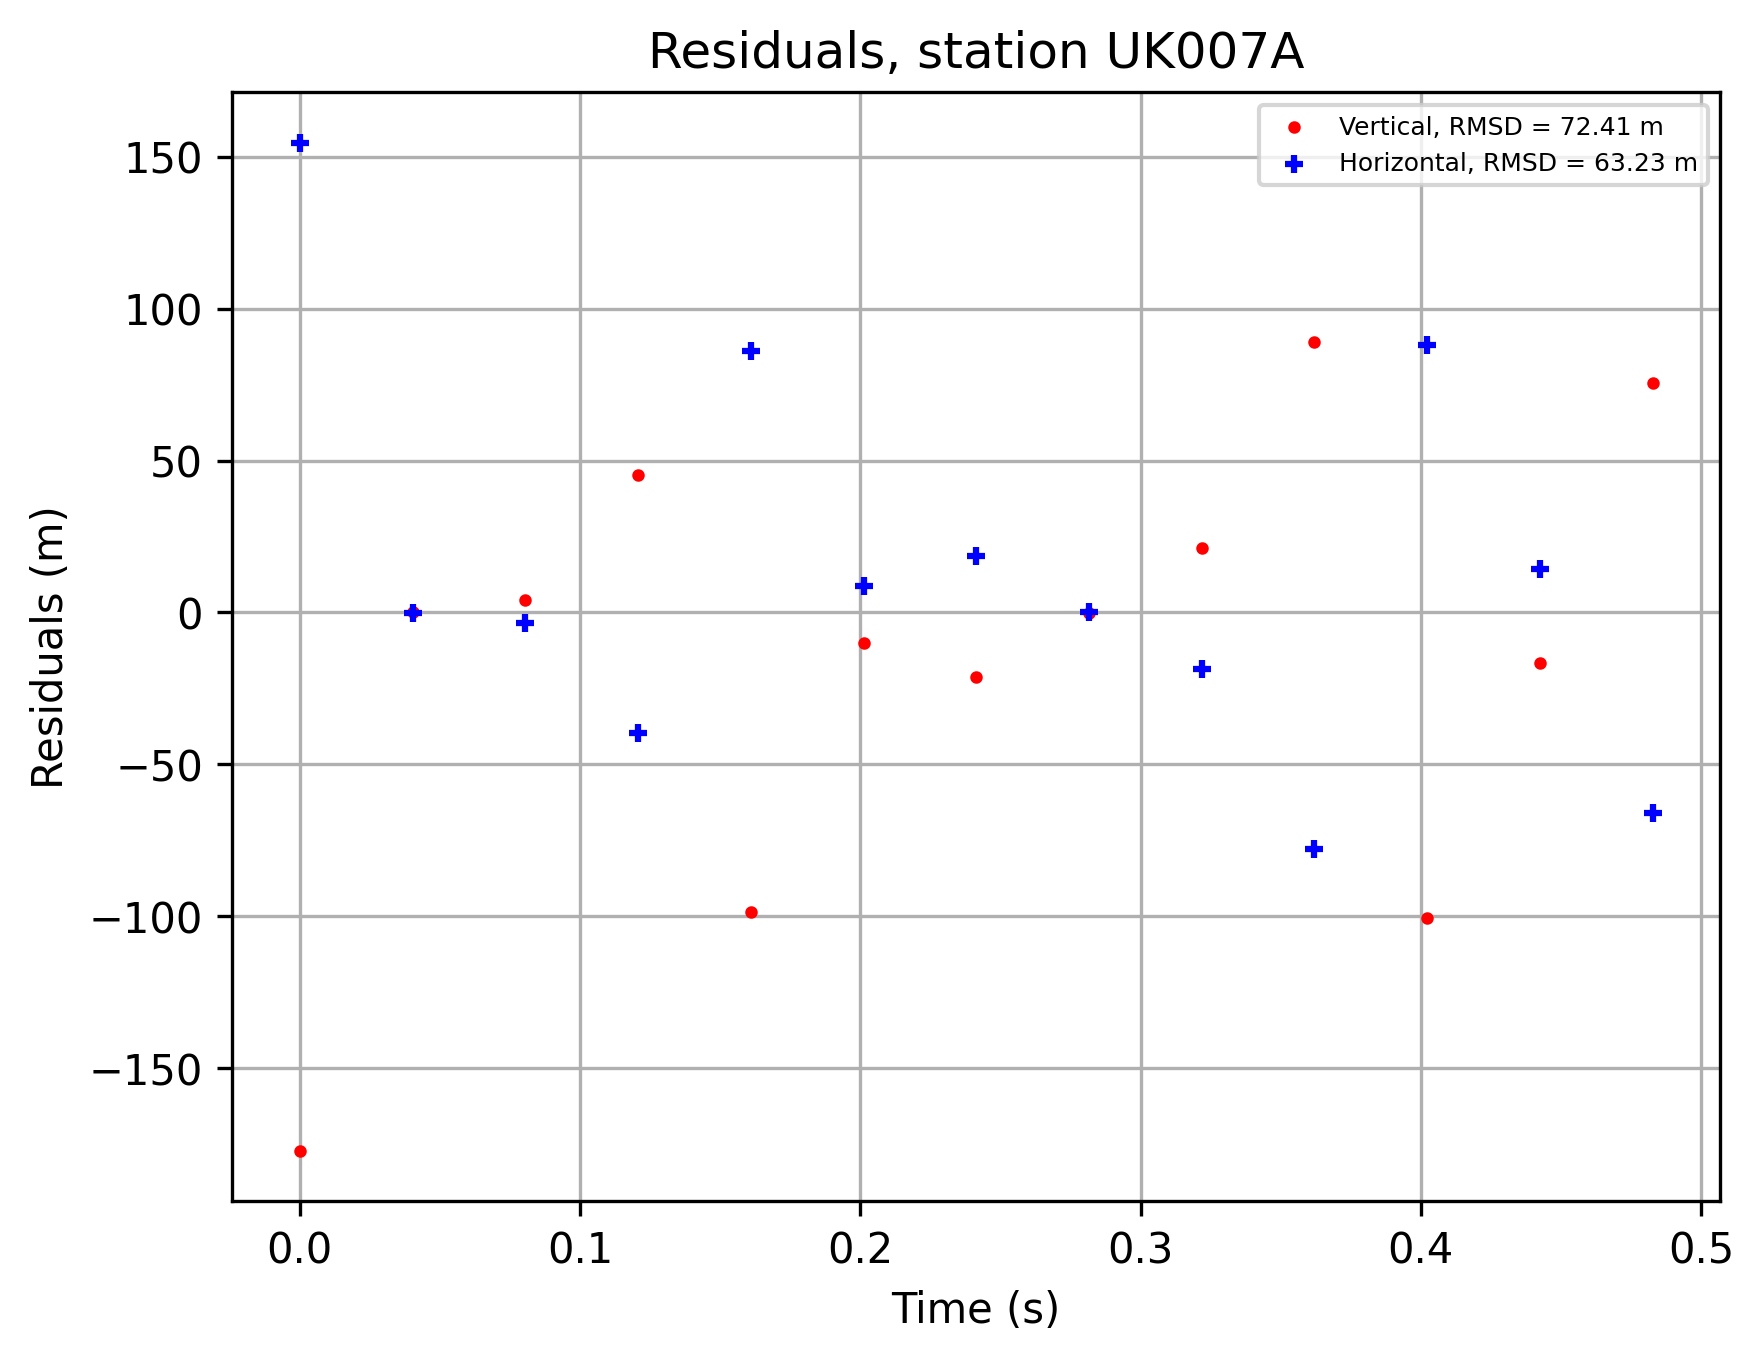 Residuals, station UK007A
Vertical, RMSD = 72.41 m
Horizontal, RMSD = 63.23 m
150
100
50
0
−50
−100
−150
Residuals (m)
0.0 0.1 0.2 0.3 0.4 0.5
Time (s)